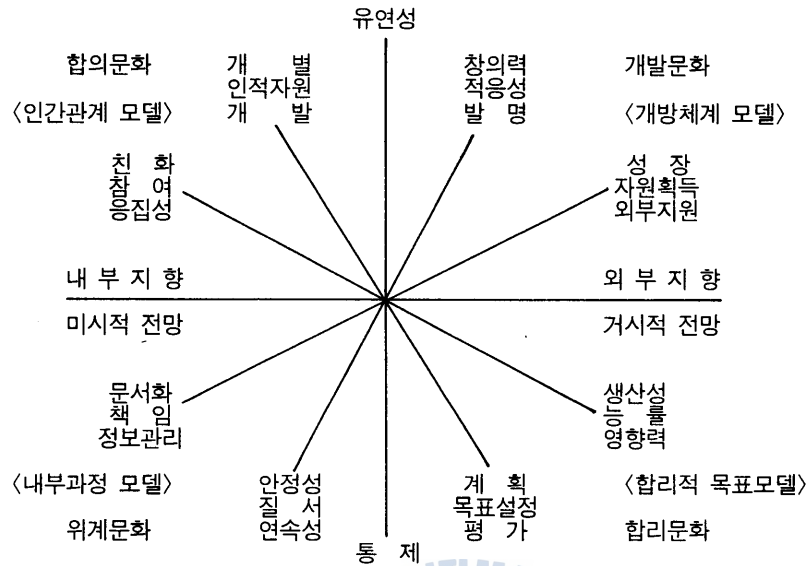 유연성
합의문화
개 별
인적자원
개 발
창의력
적응성
발 명
개발문화
〈인간관계 모델〉
〈개방체계 모델〉
친 화
참 여
응집성
성 장
자원획득
외부지원
내 부 지 향
외 부 지 향
미시적 전망
거시적 전망
문서화
책 임
정보관리
생산성
능 률
영향력
〈내부과정 모델〉
안정성
질 서
연속성
계 획
목표설정
평 가
〈합리적 목표모델〉
위계문화
합리문화
통 제